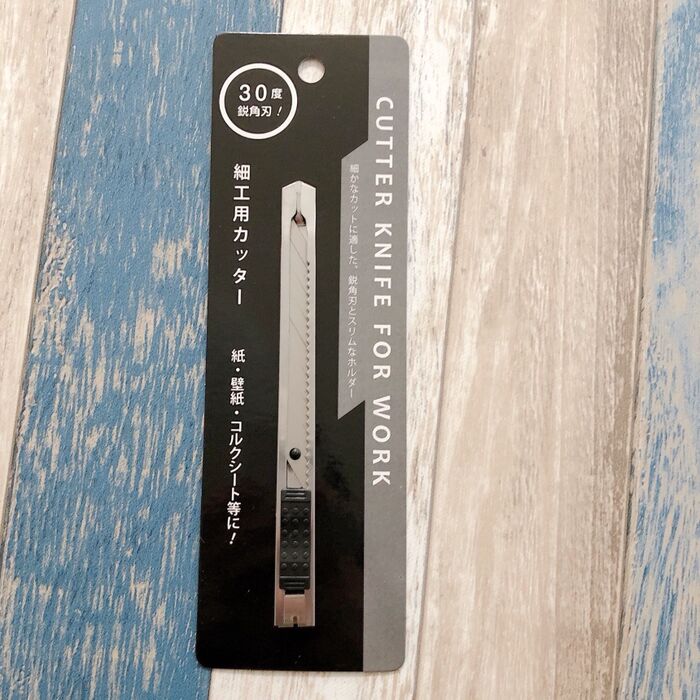 30度
鋭角刃!
細工用カッター
紙・壁紙・コルクシート等に!
細かなカットに適した、鋭角刃とスリムなホルダー
CUTTER KNIFE FOR WORK